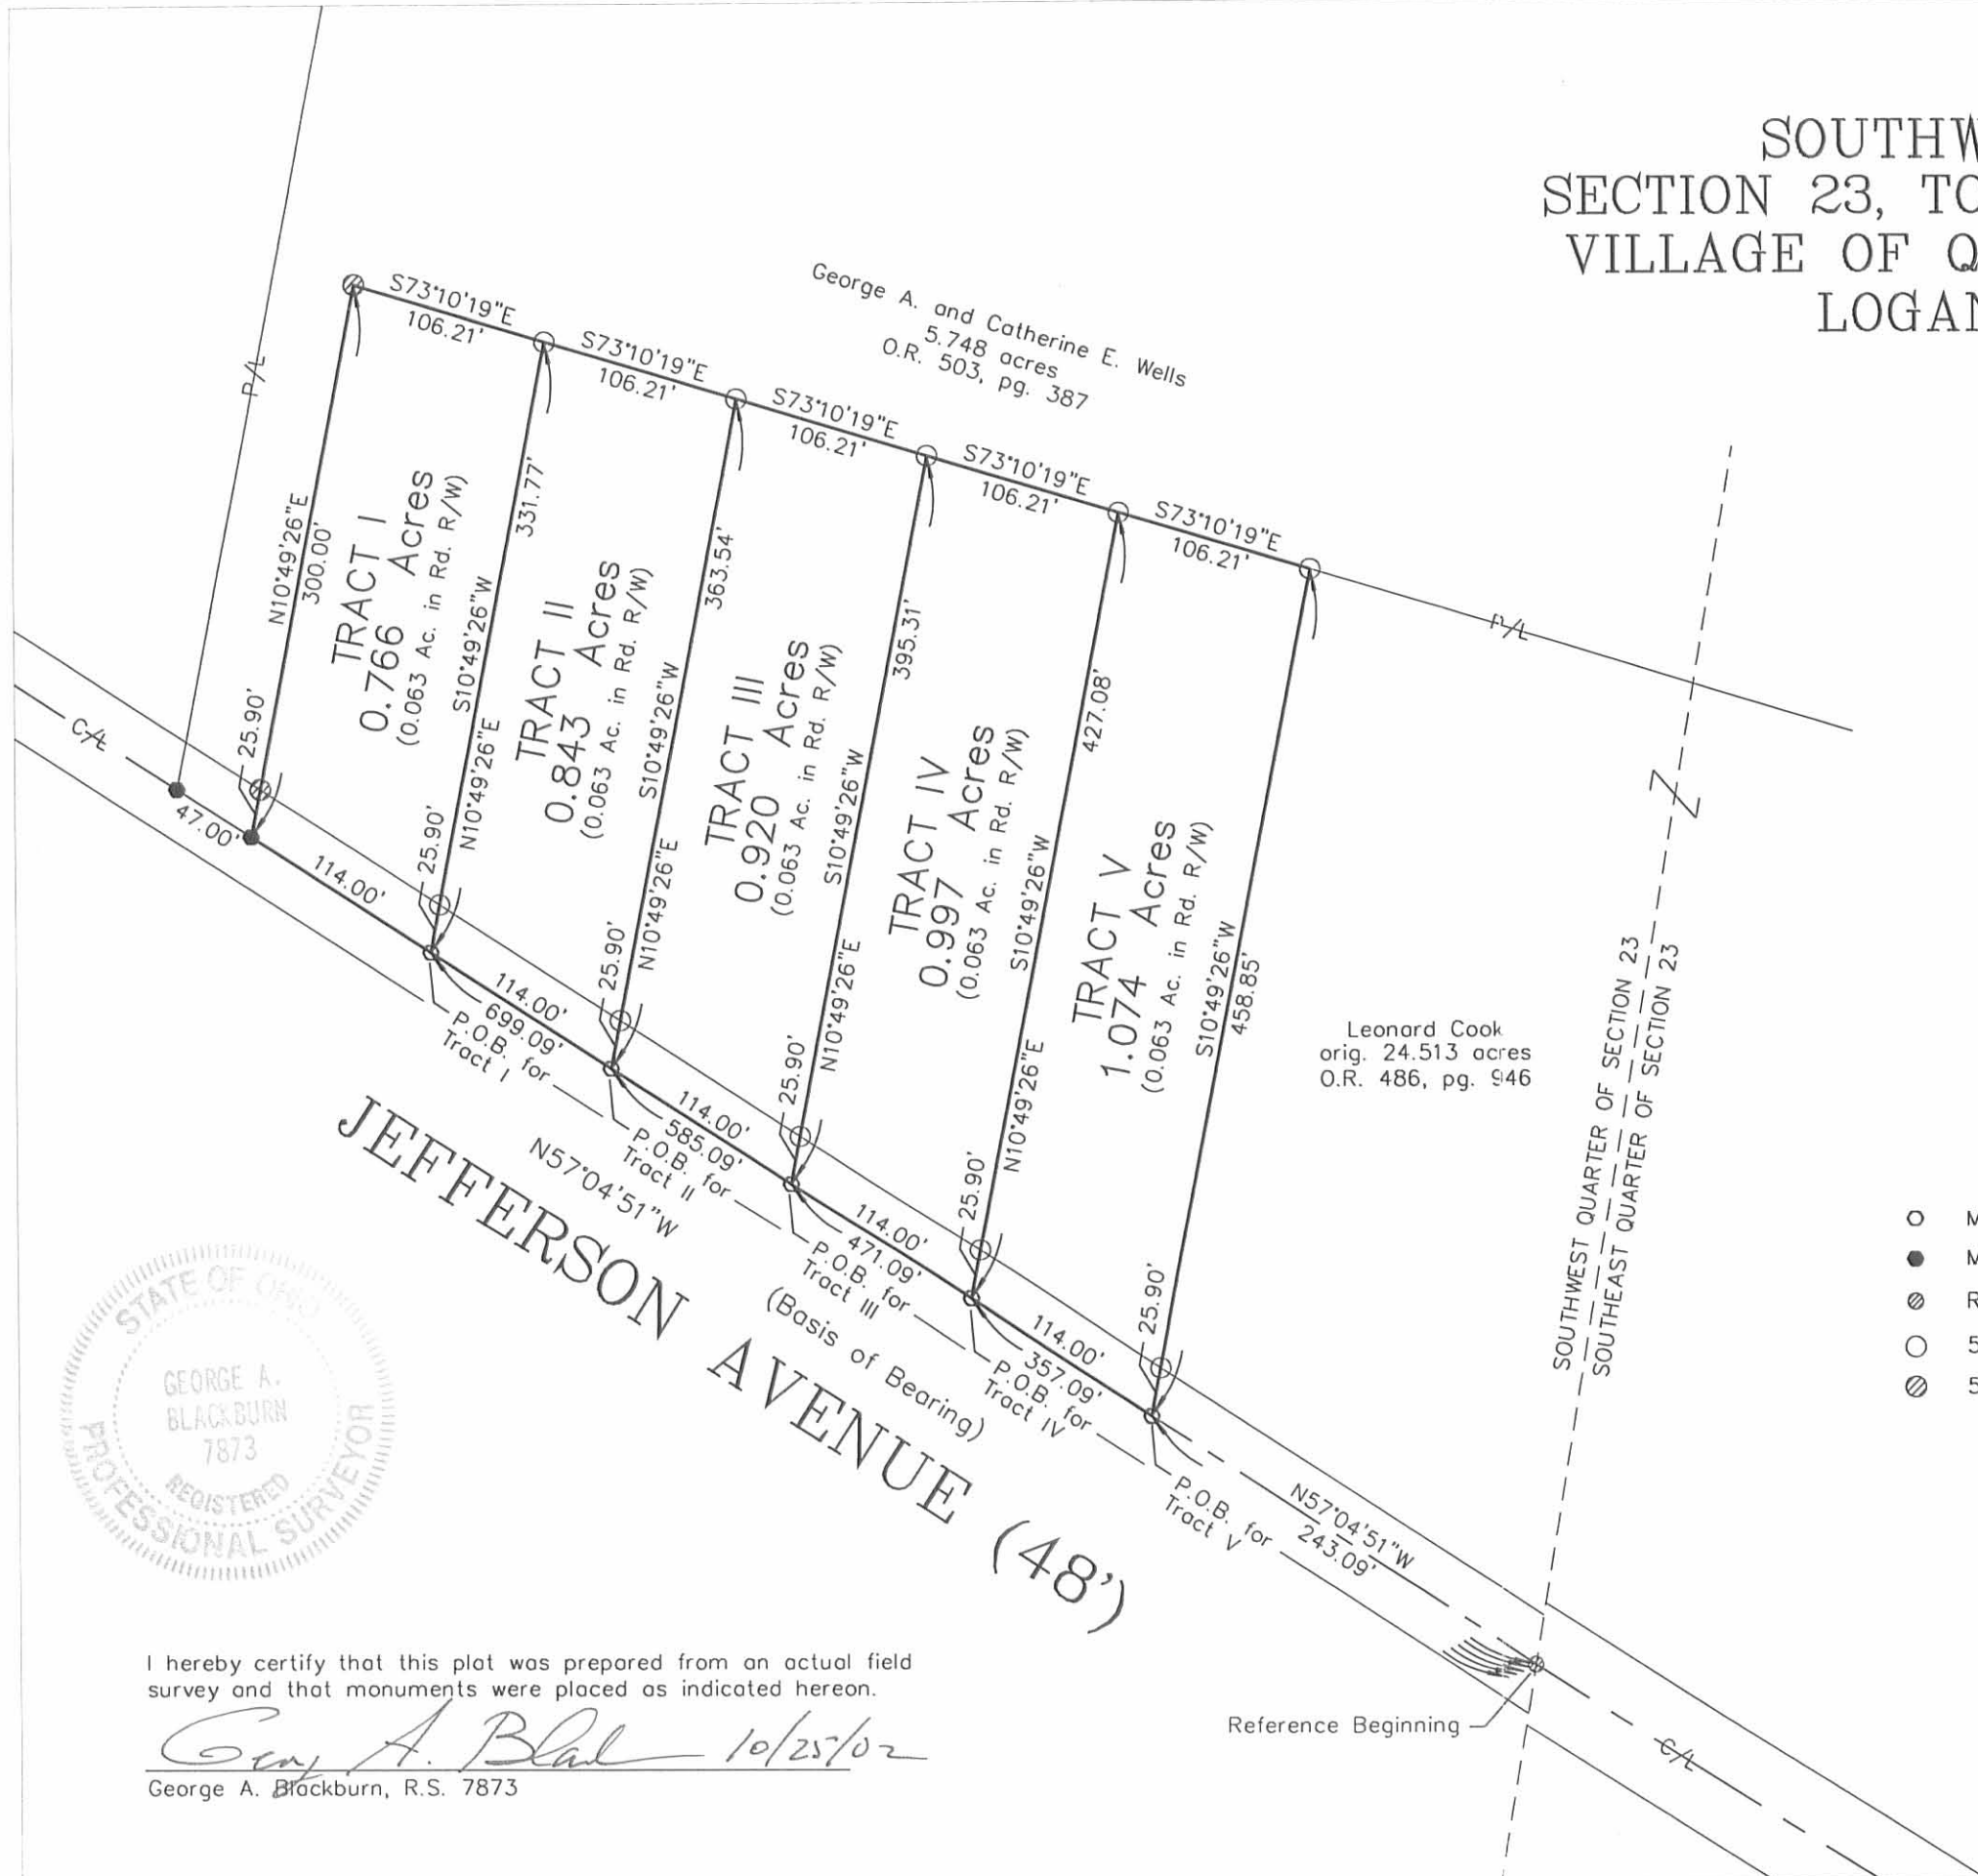 SOUTHW
SECTION 23, TO
VILLAGE OF Q
LOGAN
George A. and Catherine E. Wells
5.748 acres
O.R. 503, pg. 387
S73°10'19"E
106.21'
S73°10'19"E
106.21'
S73°10'19"E
106.21'
S73°10'19"E
106.21'
S73°10'19"E
106.21'
P/L
P/L
N10°49'26"E
300.00'
25.90'
TRACT I
0.766 Acres
(0.063 Ac. in Rd. R/W)
S10°49'26"W
331.77'
N10°49'26"E
25.90'
TRACT II
0.843 Acres
(0.063 Ac. in Rd. R/W)
S10°49'26"W
363.54'
N10°49'26"E
25.90'
TRACT III
0.920 Acres
(0.063 Ac. in Rd. R/W)
S10°49'26"W
395.31'
N10°49'26"E
25.90'
TRACT IV
0.997 Acres
(0.063 Ac. in Rd. R/W)
S10°49'26"W
427.08'
N10°49'26"E
25.90'
TRACT V
1.074 Acres
(0.063 Ac. in Rd. R/W)
S10°49'26"W
458.85'
25.90'
Leonard Cook
orig. 24.513 acres
O.R. 486, pg. 946
SOUTHWEST QUARTER OF SECTION 23
SOUTHEAST QUARTER OF SECTION 23
C/L
47.00'
114.00'
114.00'
699.09'
P.O.B. for
Tract I
114.00'
585.09'
P.O.B. for
Tract II
114.00'
471.09'
P.O.B. for
Tract III
114.00'
357.09'
P.O.B. for
Tract IV
N57°04'51"W
243.09'
P.O.B. for
Tract V
N57°04'51"W
(Basis of Bearing)
JEFFERSON AVENUE (48')
Reference Beginning
C/L
M
M
R
5
5
STATE OF OHIO
GEORGE A.
BLACKBURN
7873
REGISTERED
PROFESSIONAL SURVEYOR
I hereby certify that this plat was prepared from an actual field
survey and that monuments were placed as indicated hereon.
10/25/02
George A. Blackburn, R.S. 7873